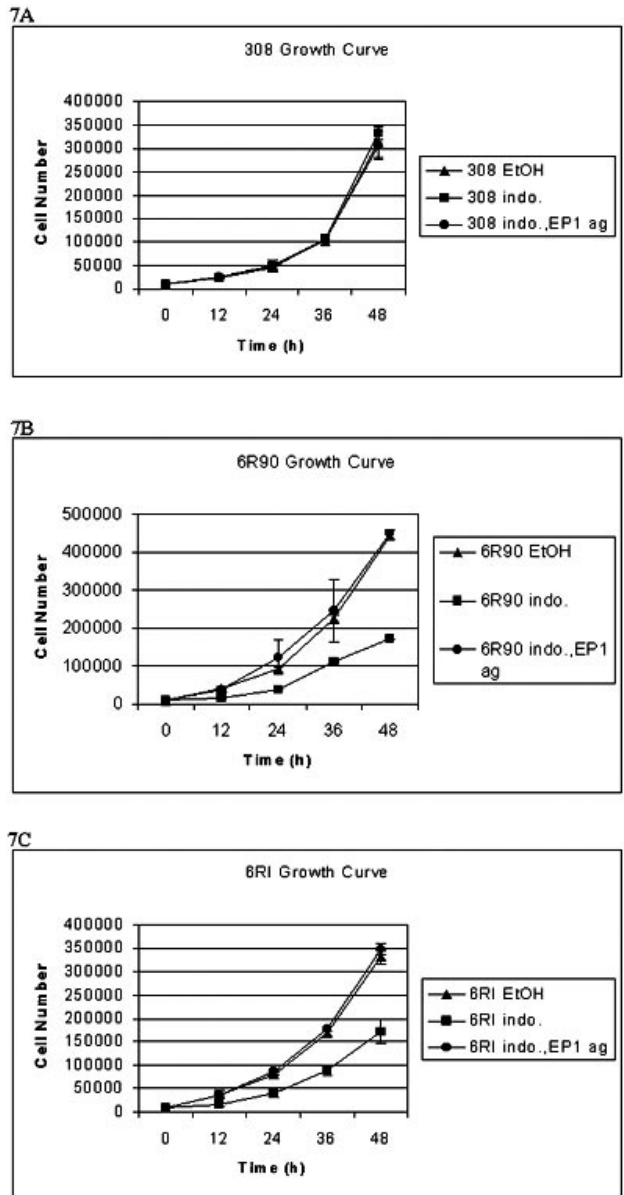 7A
308 Growth Curve
400000
350000
300000
250000
200000
150000
100000
50000
0
Cell Number
0 12 24 36 48
Time (h)
308 EtOH
308 indo.
308 indo.,EP1 ag
7B
6R90 Growth Curve
500000
400000
300000
200000
100000
0
Cell Number
0 12 24 36 48
Time (h)
6R90 EtOH
6R90 indo.
6R90 indo.,EP1
ag
7C
6RI Growth Curve
400000
350000
300000
250000
200000
150000
100000
50000
0
Cell Number
0 12 24 36 48
Time (h)
6RI EtOH
6RI indo.
6RI indo.,EP1 ag